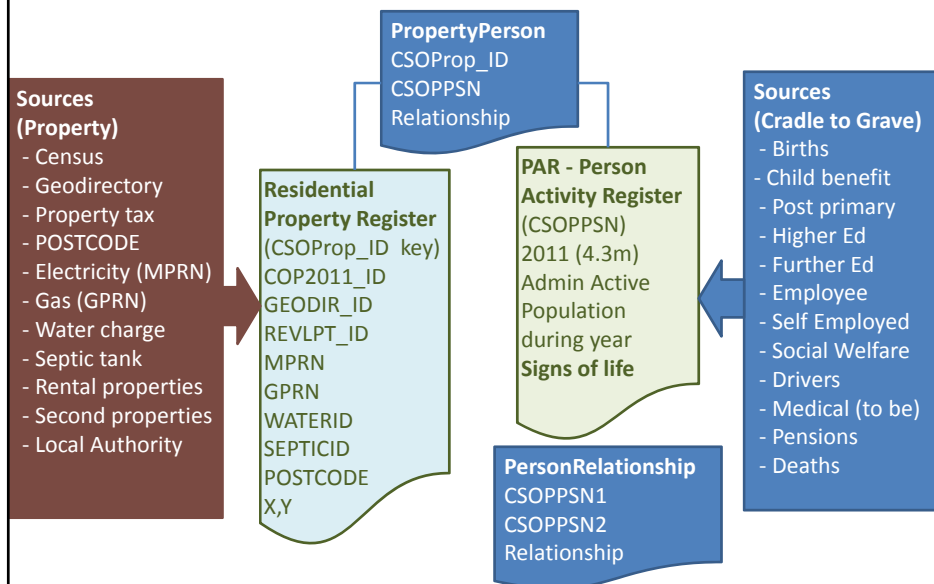 PropertyPerson
CSOProp_ID
CSOPPSN
Relationship
Sources
(Property)
- Census
- Geodirectory
- Property tax
- POSTCODE
- Electricity (MPRN)
- Gas (GPRN)
- Water charge
- Septic tank
- Rental properties
- Second properties
- Local Authority
Residential
Property Register
(CSOProp_ID key)
COP2011_ID
GEODIR_ID
REVLPT_ID
MPRN
GPRN
WATERID
SEPTICID
POSTCODE
X,Y
PAR - Person
Activity Register
(CSOPPSN)
2011 (4.3m)
Admin Active
Population
during year
Signs of life
PersonRelationship
CSOPPSN1
CSOPPSN2
Relationship
Sources
(Cradle to Grave)
- Births
- Child benefit
- Post primary
- Higher Ed
- Further Ed
- Employee
- Self Employed
- Social Welfare
- Drivers
- Medical (to be)
- Pensions
- Deaths